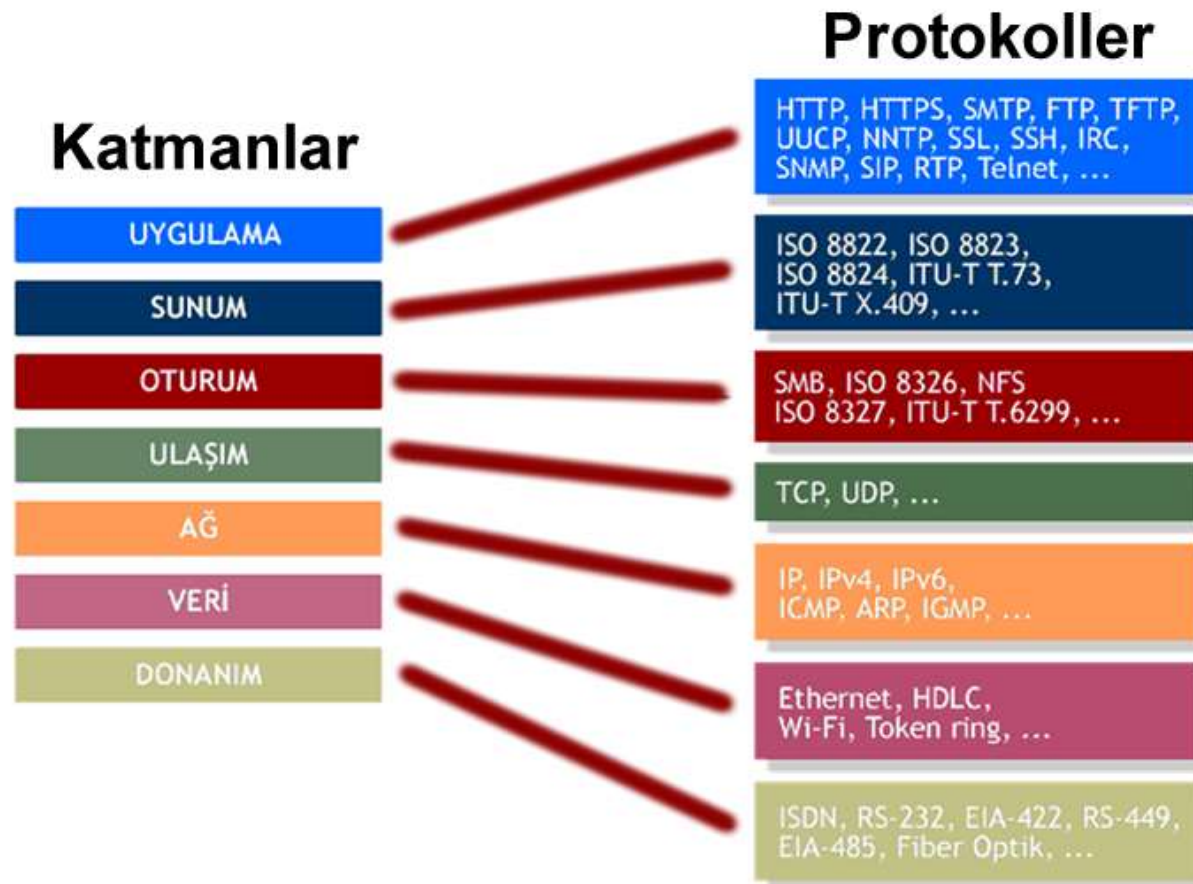 Protokoller
Katmanlar
UYGULAMA
SUNUM
OTURUM
ULAŞIM
AĞ
VERİ
DONANIM
HTTP, HTTPS, SMTP, FTP, TFTP,
UUCP, NNTP, SSL, SSH, IRC,
SNMP, SIP, RTP, Telnet, ...
ISO 8822, ISO 8823,
ISO 8824, ITU-T T.73,
ITU-T X.409, ...
SMB, ISO 8326, NFS
ISO 8327, ITU-T T.6299, ...
TCP, UDP, ...
IP, IPv4, IPv6,
ICMP, ARP, IGMP, ...
Ethernet, HDLC,
Wi-Fi, Token ring, ...
ISDN, RS-232, EIA-422, RS-449,
EIA-485, Fiber Optik, ...